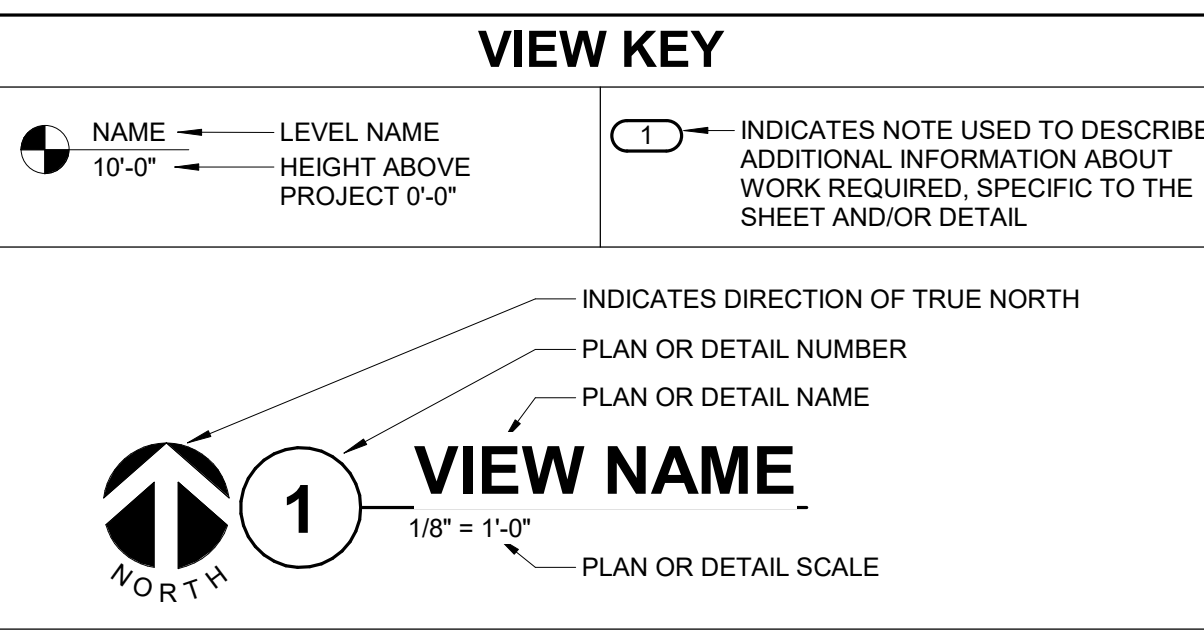 VIEW KEY
NAME
LEVEL NAME
10'-0"
HEIGHT ABOVE
PROJECT 0'-0"
1
INDICATES NOTE USED TO DESCRIBE
ADDITIONAL INFORMATION ABOUT
WORK REQUIRED, SPECIFIC TO THE
SHEET AND/OR DETAIL
INDICATES DIRECTION OF TRUE NORTH
PLAN OR DETAIL NUMBER
PLAN OR DETAIL NAME
NORTH
1
VIEW NAME
1/8" = 1'-0"
PLAN OR DETAIL SCALE